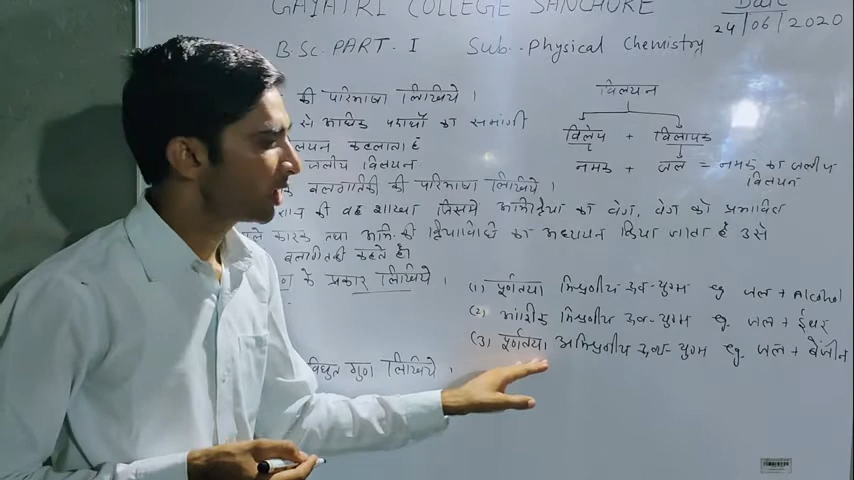 GAYATRI COLLEGE SANCHORE
Date
24/06/2020
B.Sc. PART-I Sub.-Physical Chemistry
की परिभाषा लिखिये।
से अधिक पदार्थों का समांगी
कहलाता है
जलीय विलयन
बलगतिकी की परिभाषा लिखिये।
की वह शाखा जिसमें अभिक्रिया का वेग, वेग को प्रभावित
कारक तथा अभि. की क्रियाविधि का अध्ययन किया जाता है उसे
बलगतिकी कहते है।
के प्रकार लिखिये।
विलयन
विलेय + विलायक
नमक + जल = नमक का जलीय
विलयन
(1) पूर्णतया मिश्रणीय द्रव-युग्म eg जल + Alcohol
(2) आंशिक मिश्रणीय द्रव-युग्म eg. जल + ईथर
(3) पूर्णतया अमिश्रणीय द्रव-युग्म eg. जल + बेंजीन
विद्युत गुण लिखिये।